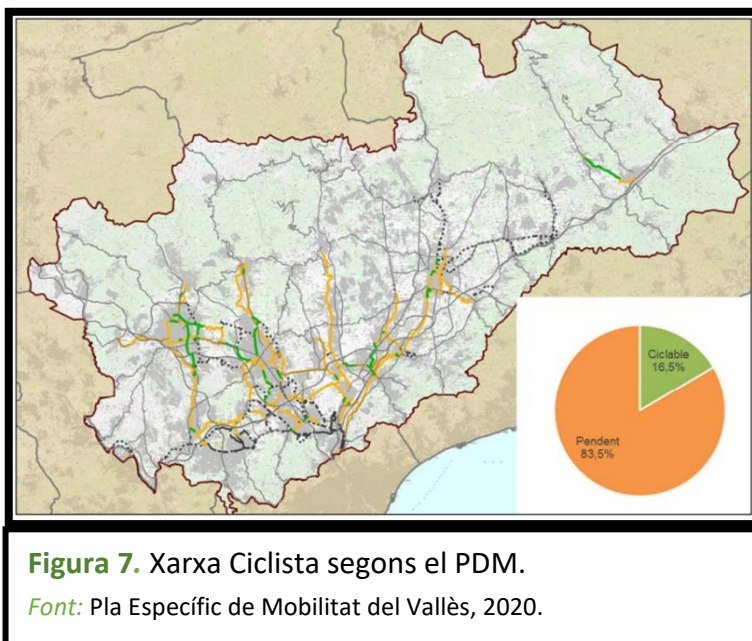 Ciclable
16,5%
Pendent
83,5%
Figura 7. Xarxa Ciclista segons el PDM.
Font: Pla Específic de Mobilitat del Vallès, 2020.